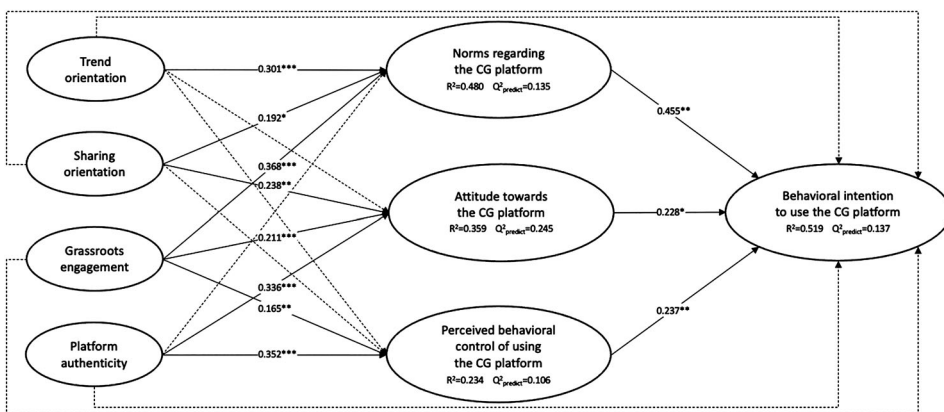 Trend
orientation
Sharing
orientation
Grassroots
engagement
Platform
authenticity
0.301***
0.192*
0.368***
0.238**
0.211***
0.336***
0.165**
0.352***
Norms regarding
the CG platform
R²=0.480 Q²predict=0.135
Attitude towards
the CG platform
R²=0.359 Q²predict=0.245
Perceived behavioral
control of using
the CG platform
R²=0.234 Q²predict=0.106
0.455**
0.228*
0.237**
Behavioral intention
to use the CG platform
R²=0.519 Q²predict=0.137